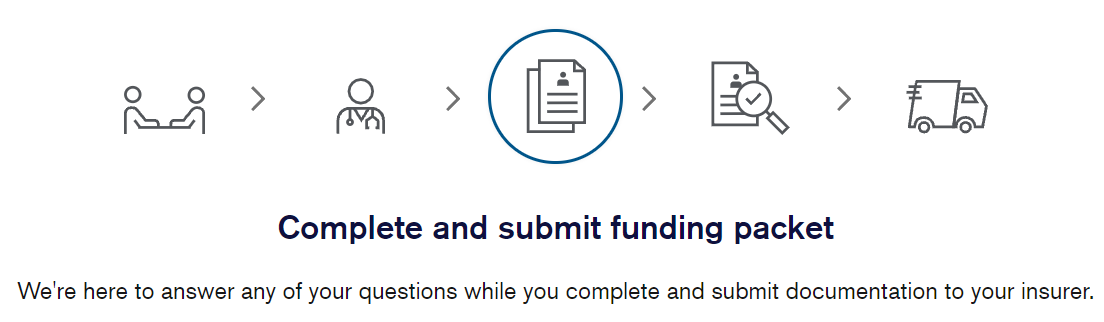 Complete and submit funding packet
We're here to answer any of your questions while you complete and submit documentation to your insurer.